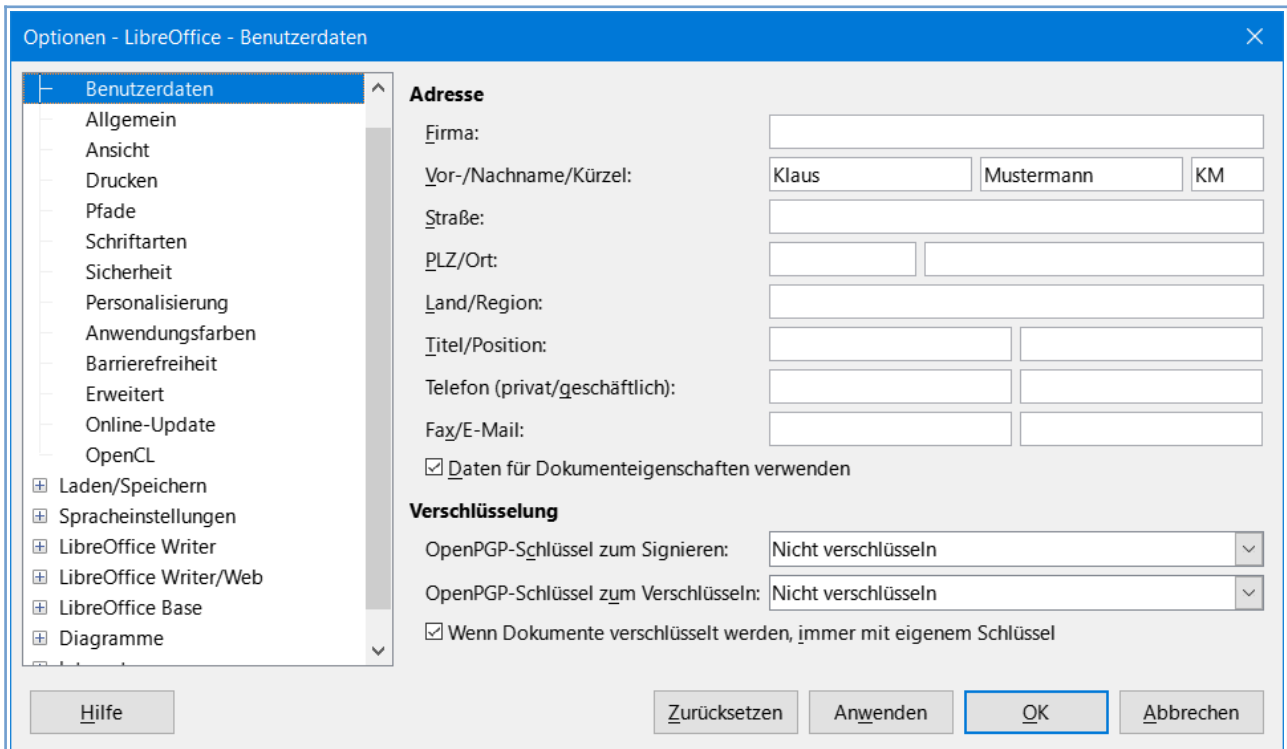 Optionen - LibreOffice - Benutzerdaten
Benutzerdaten
Allgemein
Ansicht
Drucken
Pfade
Schriftarten
Sicherheit
Personalisierung
Anwendungsfarben
Barrierefreiheit
Erweitert
Online-Update
OpenCL
Laden/Speichern
Spracheinstellungen
LibreOffice Writer
LibreOffice Writer/Web
LibreOffice Base
Diagramme
Adresse
Firma:
Vor-/Nachname/Kürzel: Klaus Mustermann KM
Straße:
PLZ/Ort:
Land/Region:
Titel/Position:
Telefon (privat/geschäftlich):
Fax/E-Mail:
Daten für Dokumenteigenschaften verwenden
Verschlüsselung
OpenPGP-Schlüssel zum Signieren: Nicht verschlüseln
OpenPGP-Schlüssel zum Verschlüseln: Nicht verschlüseln
Wenn Dokumente verschlüsselt werden, immer mit eigenem Schlüssel
Hilfe Zurücksetzen Anwenden OK Abbrechen